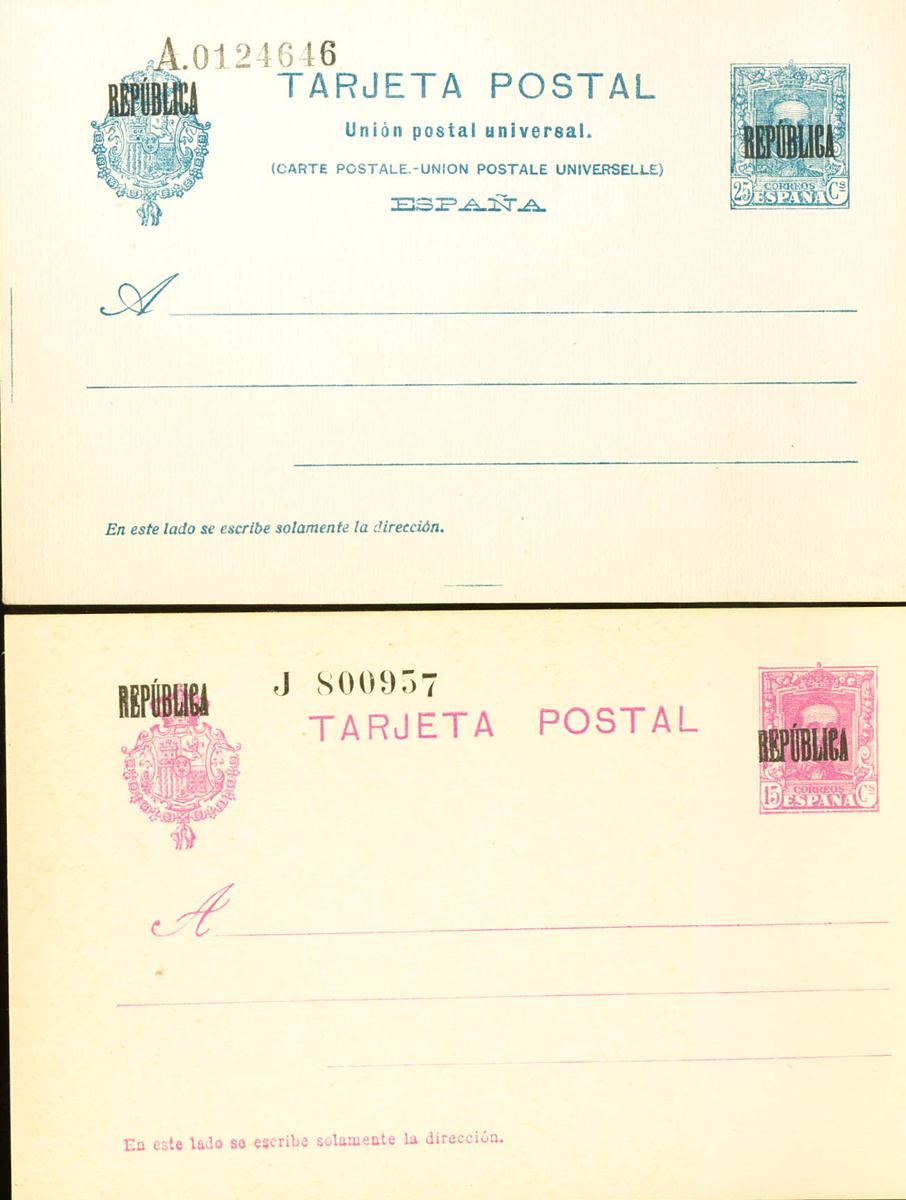 A.0124646
REPÚBLICA
TARJETA POSTAL
REPÚBLICA
Unión postal universal.
(CARTE POSTALE.-UNION POSTALE UNIVERSELLE)
ESPAÑA
25 CORREOS ESPAÑA Cs
A
En este lado se escribe solamente la dirección.
REPÚBLICA
J 800957
TARJETA POSTAL
REPÚBLICA
15 CORREOS ESPAÑA Cs
A
En este lado se escribe solamente la dirección.